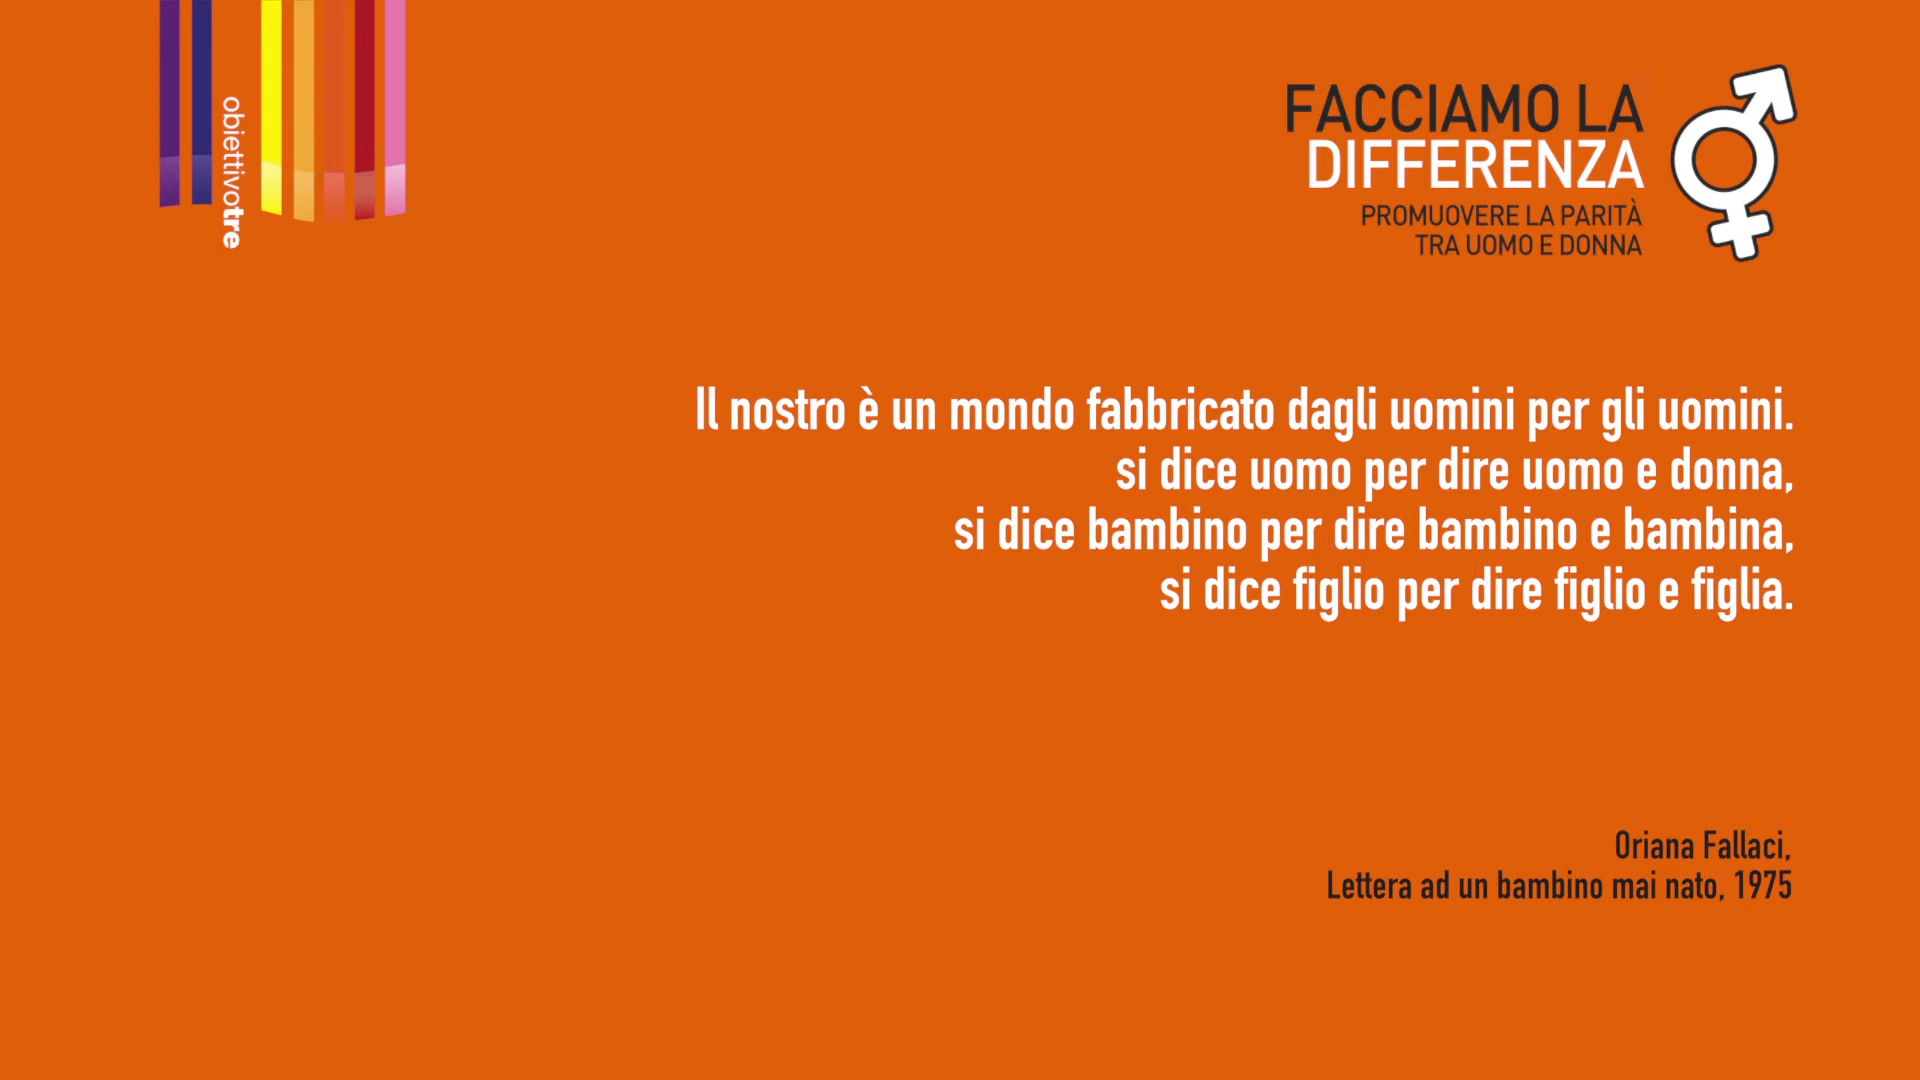 obiettivotre
FACCIAMO LA
DIFFERENZA
PROMUOVERE LA PARITÀ
TRA UOMO E DONNA
Il nostro è un mondo fabbricato dagli uomini per gli uomini.
si dice uomo per dire uomo e donna,
si dice bambino per dire bambino e bambina,
si dice figlio per dire figlio e figlia.
Oriana Fallaci,
Lettera ad un bambino mai nato, 1975